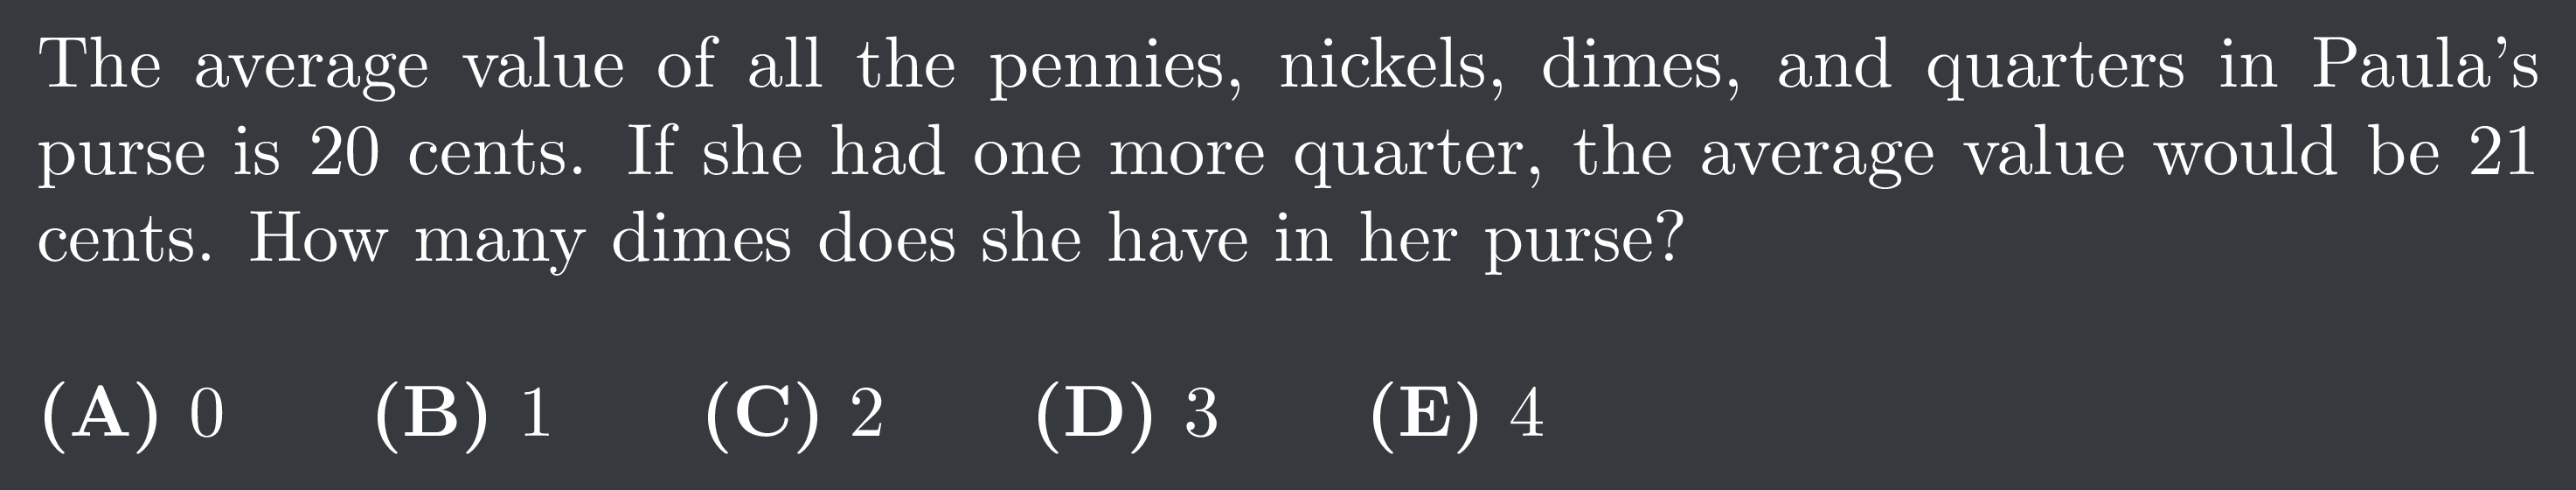 The average value of all the pennies, nickels, dimes, and quarters in Paula's
purse is 20 cents. If she had one more quarter, the average value would be 21
cents. How many dimes does she have in her purse?
(A) 0 (B) 1 (C) 2 (D) 3 (E) 4